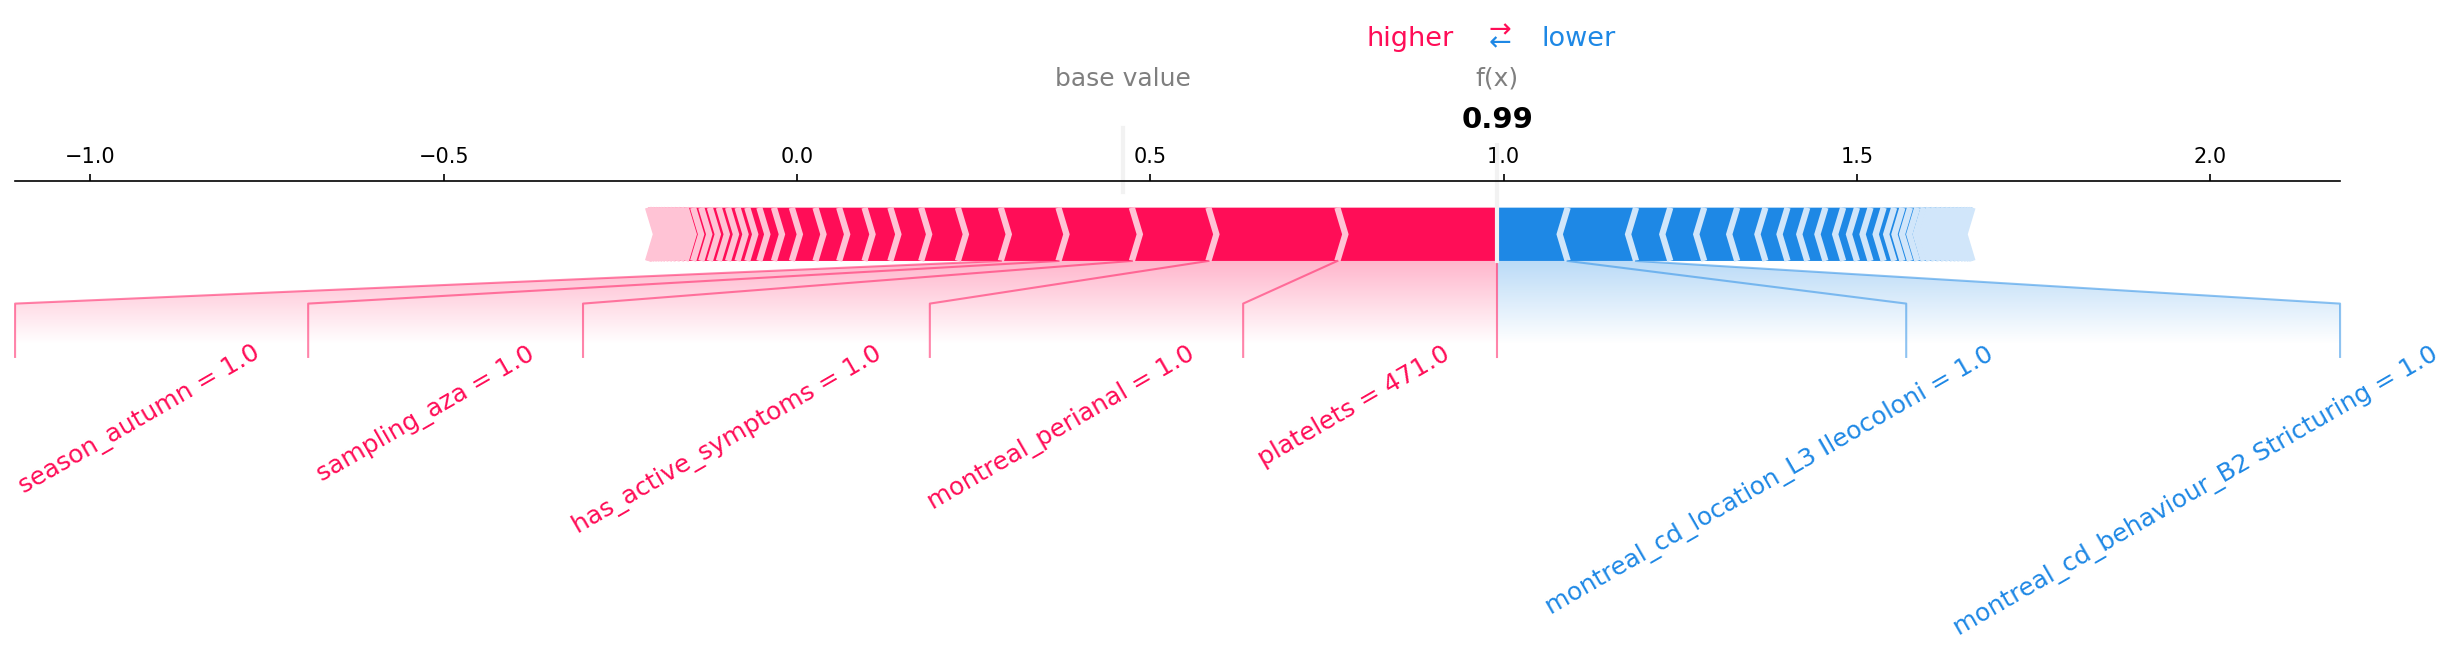 higher ⇄ lower
base value f(x)
0.99
−1.0 −0.5 0.0 0.5 1.0 1.5 2.0
season_autumn = 1.0
sampling_aza = 1.0
has_active_symptoms = 1.0
montreal_perianal = 1.0
platelets = 471.0
montreal_cd_location_L3 Ileocoloni = 1.0
montreal_cd_behaviour_B2 Stricturing = 1.0